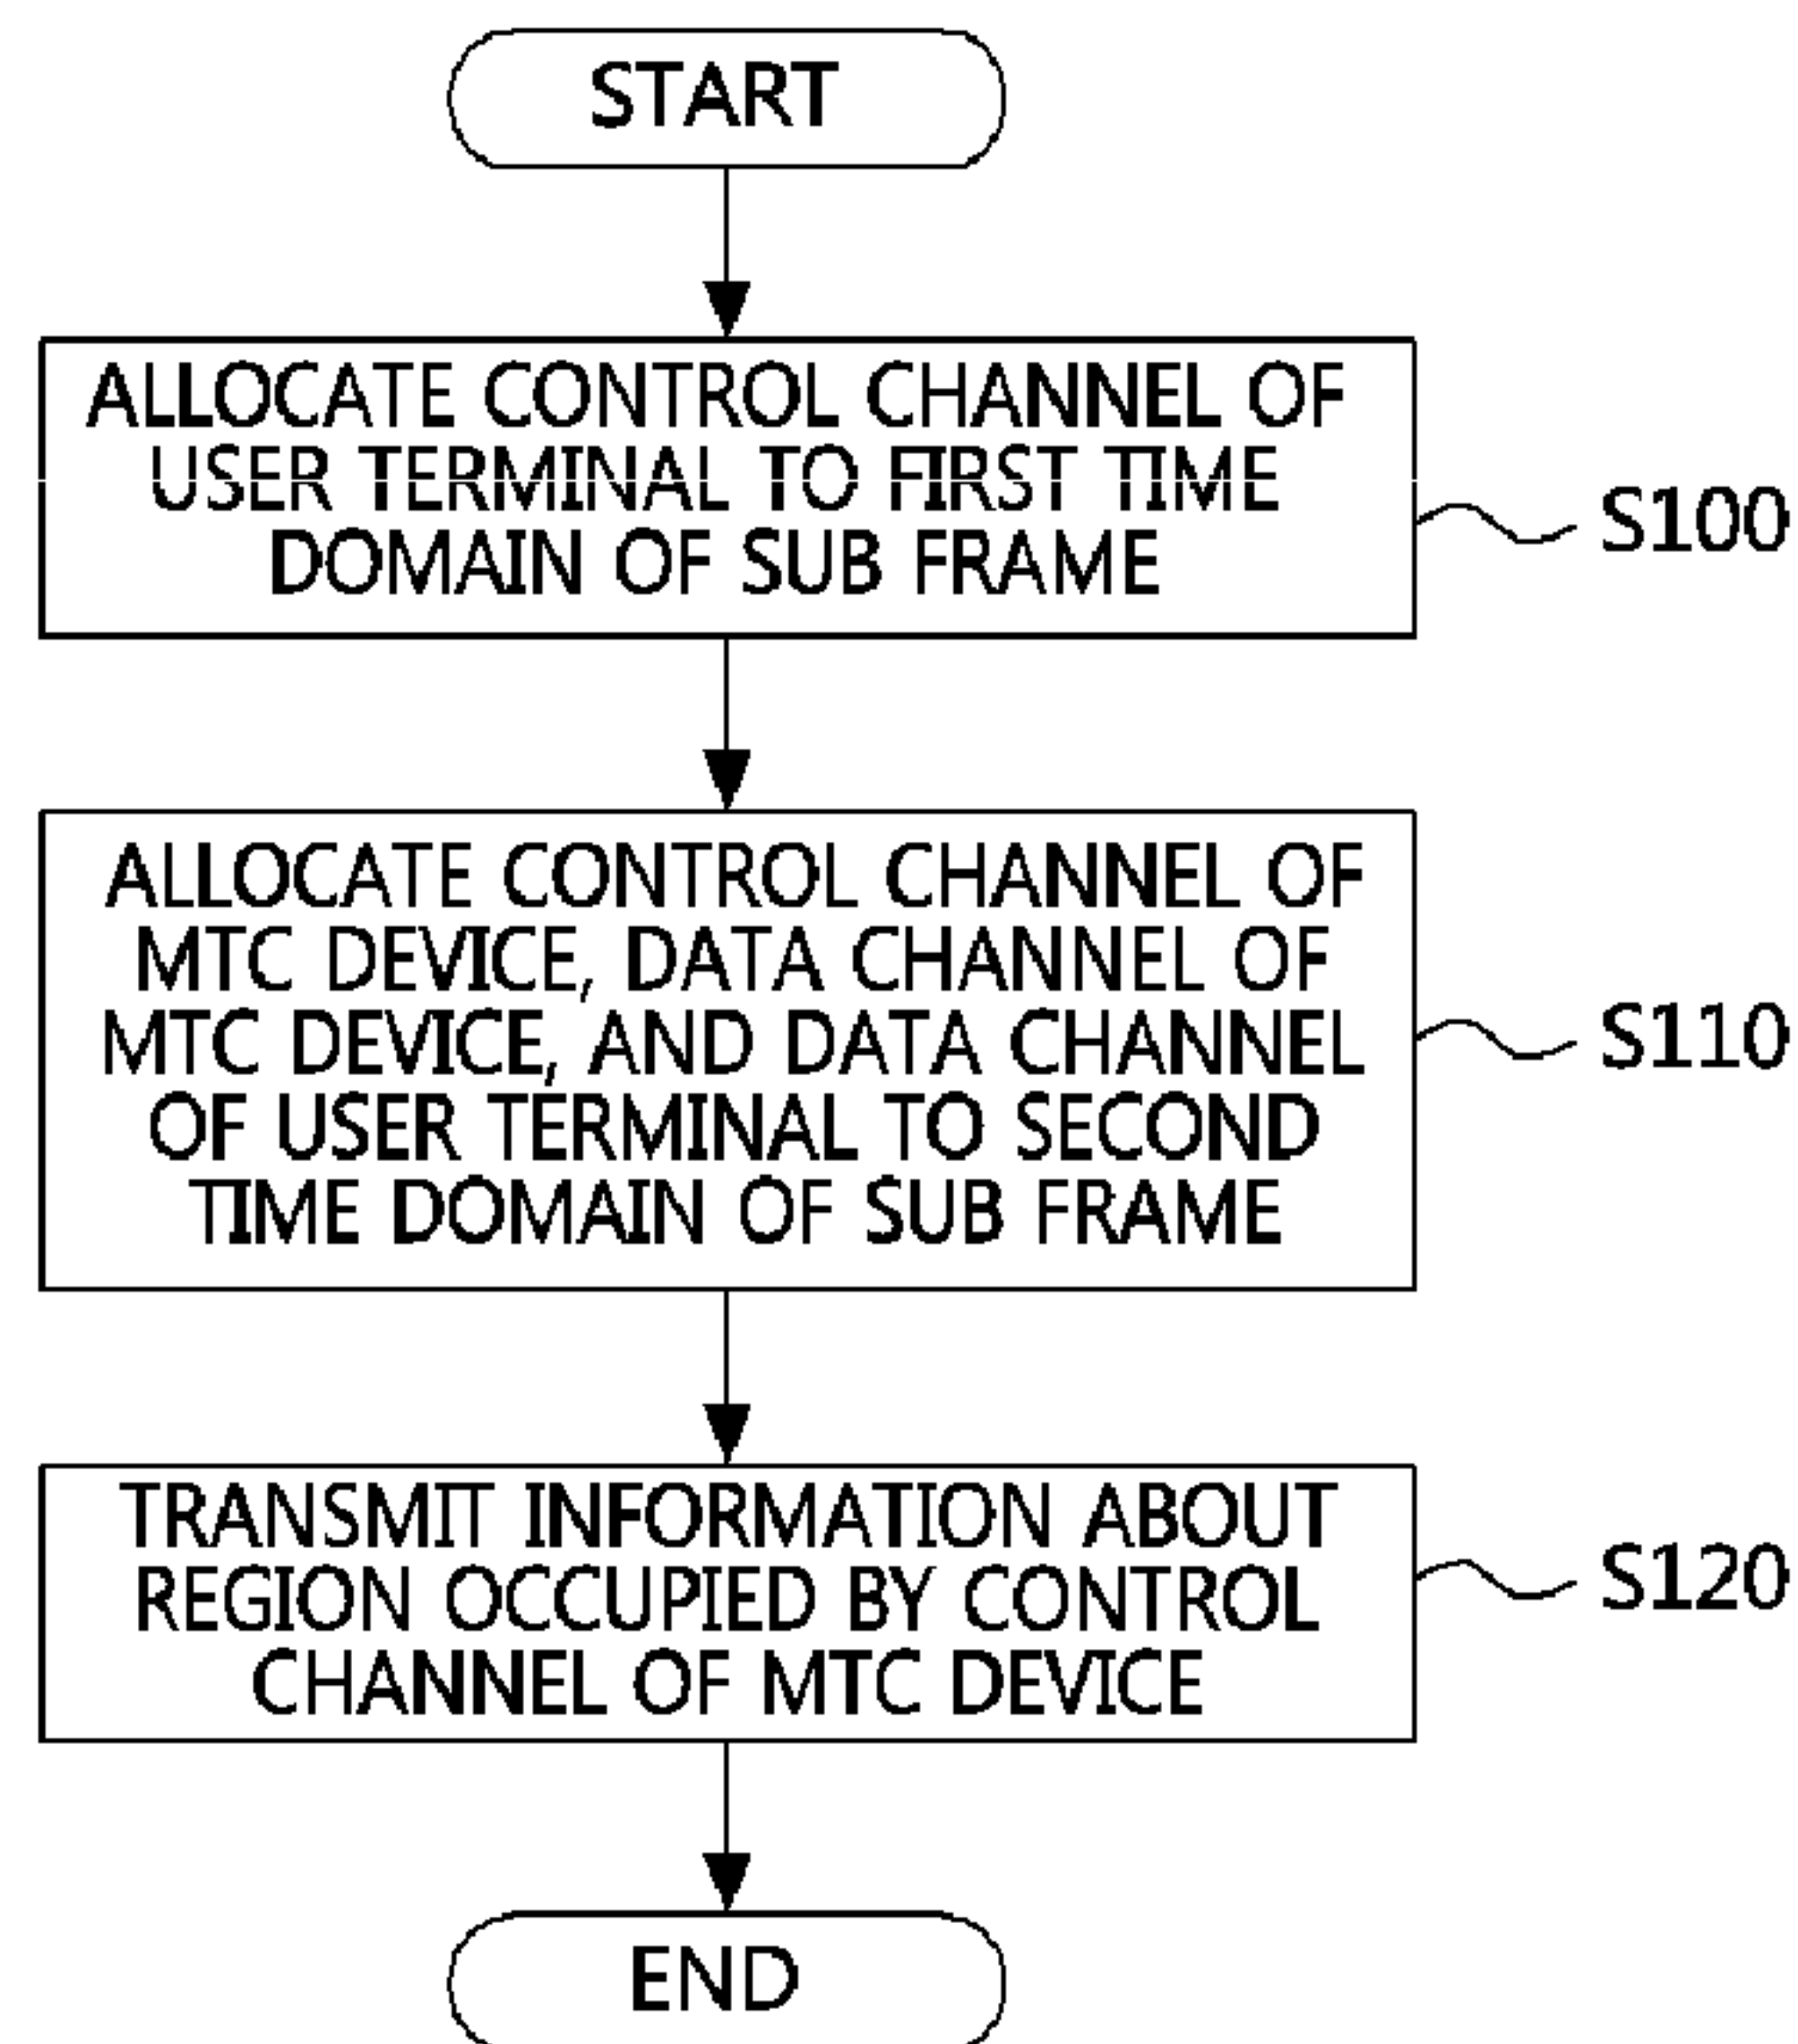 START
ALLOCATE CONTROL CHANNEL OF
USER TERMINAL TO FIRST TIME
DOMAIN OF SUB FRAME
S100
ALLOCATE CONTROL CHANNEL OF
MTC DEVICE, DATA CHANNEL OF
MTC DEVICE, AND DATA CHANNEL
OF USER TERMINAL TO SECOND
TIME DOMAIN OF SUB FRAME
S110
TRANSMIT INFORMATION ABOUT
REGION OCCUPIED BY CONTROL
CHANNEL OF MTC DEVICE
S120
END